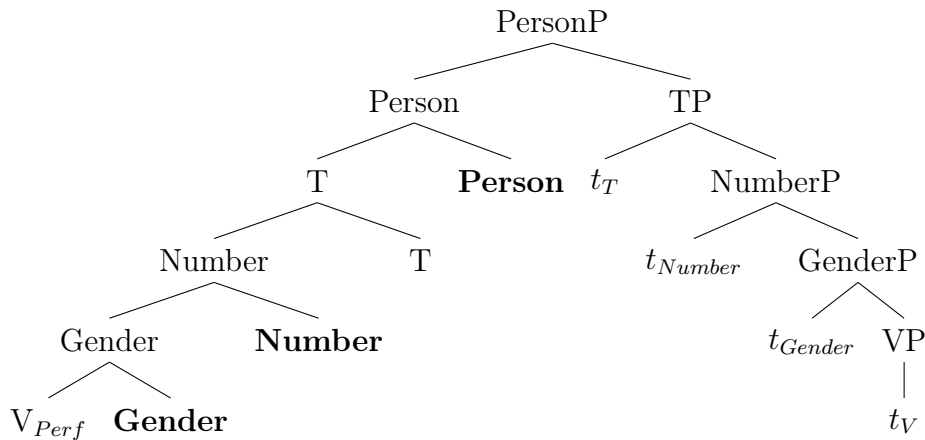 PersonP
Person TP
T Person t_T NumberP
Number T t_Number GenderP
Gender Number t_Gender VP
V_Perf Gender t_V